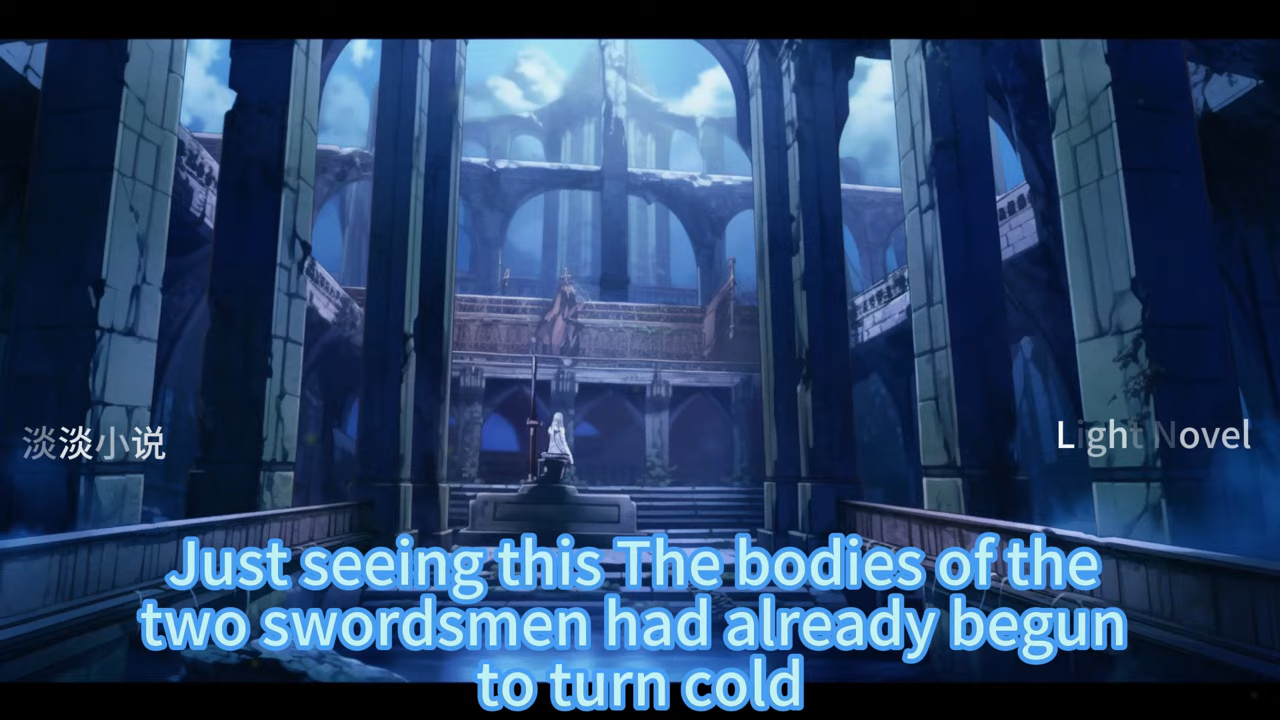 淡淡小说
Light Novel
Just seeing this The bodies of the
two swordsmen had already begun
to turn cold